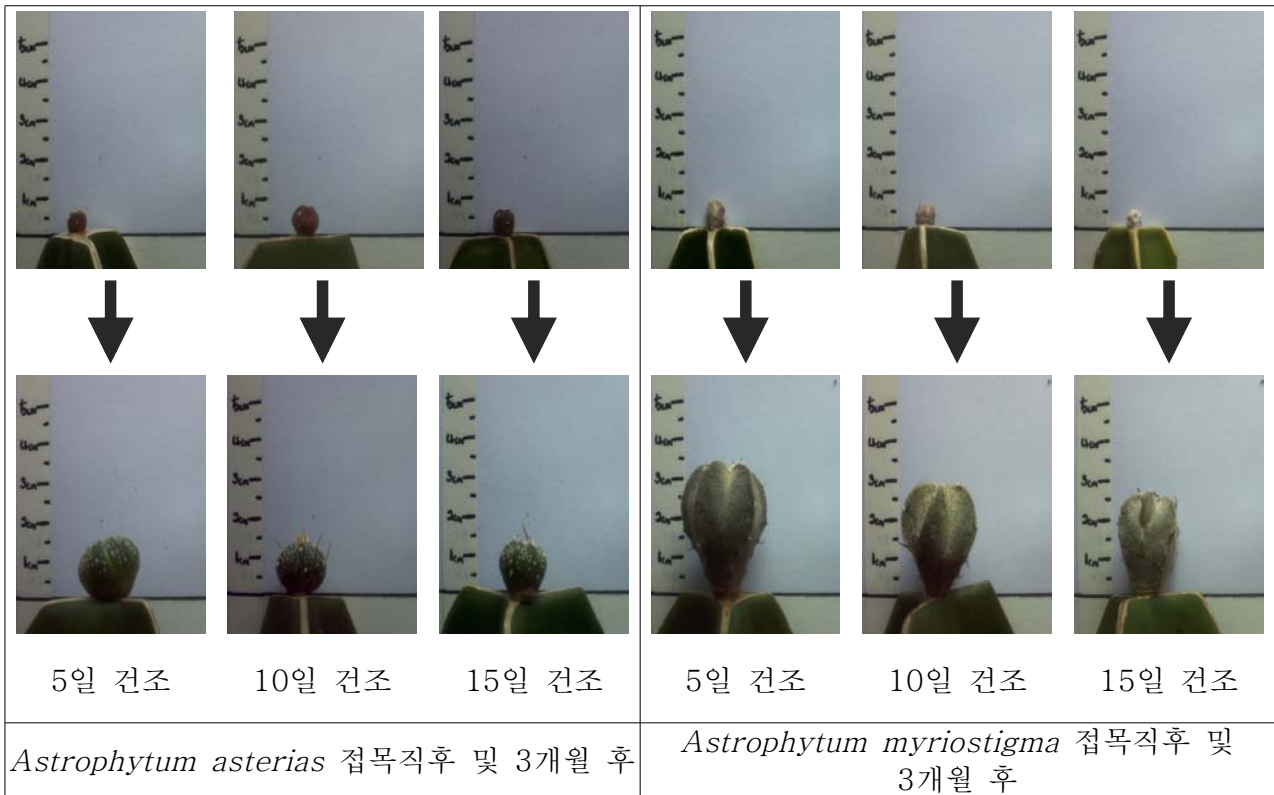 5일 건조
10일 건조
15일 건조
5일 건조
10일 건조
15일 건조
Astrophytum asterias 접목직후 및 3개월 후
Astrophytum myriostigma 접목직후 및
3개월 후